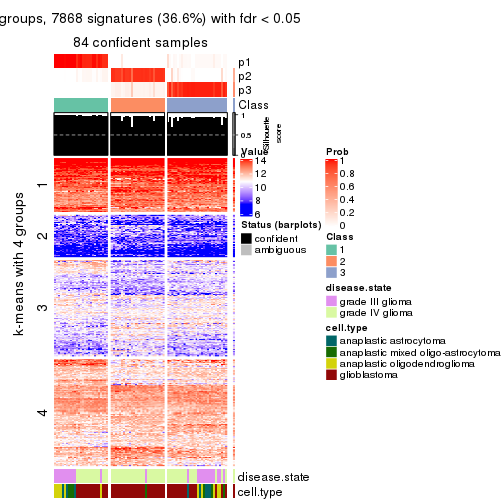 groups, 7868 signatures (36.6%) with fdr < 0.05
84 confident samples
p1
p2
p3
Class
1
0.5
0
Silhouette
score
k-means with 4 groups
1
2
3
4
Value
14
12
10
8
6
Status (barplots)
confident
ambiguous
Prob
1
0.8
0.6
0.4
0.2
0
Class
1
2
3
disease.state
grade III glioma
grade IV glioma
cell.type
anaplastic astrocytoma
anaplastic mixed oligo-astrocytoma
anaplastic oligodendroglioma
glioblastoma
disease.state
cell.type